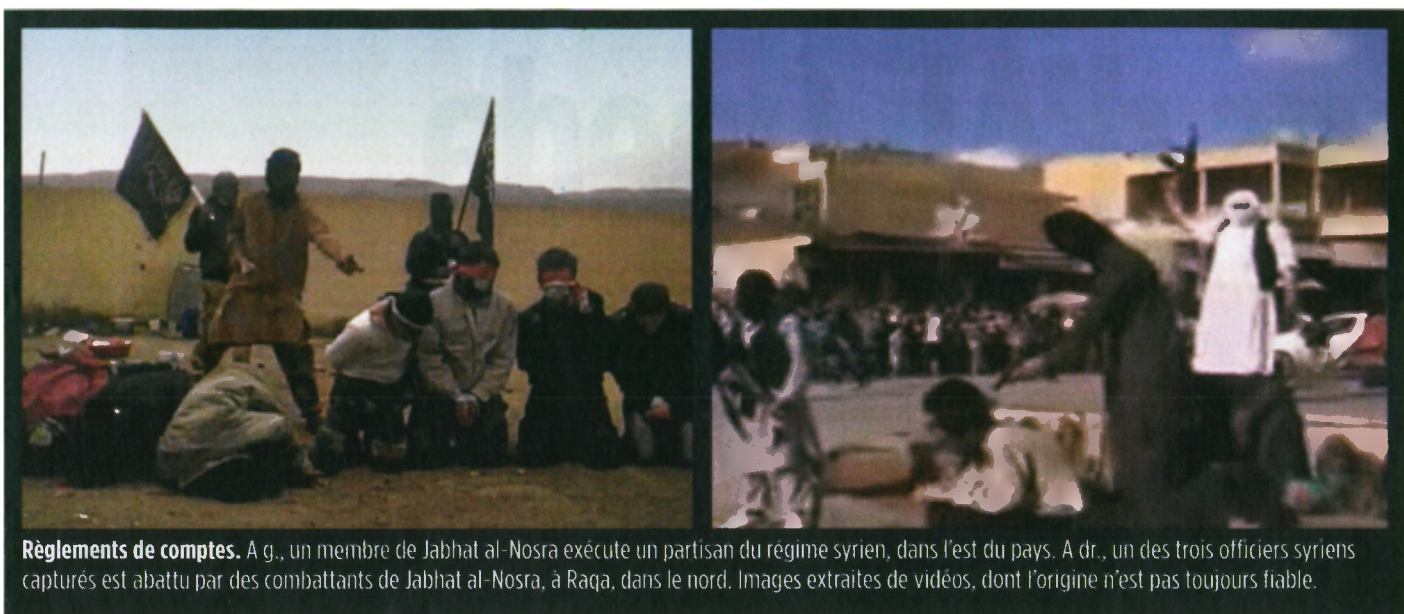 Règlements de comptes. A g., un membre de Jabhat al-Nosra exécute un partisan du régime syrien, dans l'est du pays. A dr., un des trois officiers syriens
capturés est abattu par des combattants de Jabhat al-Nosra, à Raqa, dans le nord. Images extraites de vidéos, dont l'origine n'est pas toujours fiable.